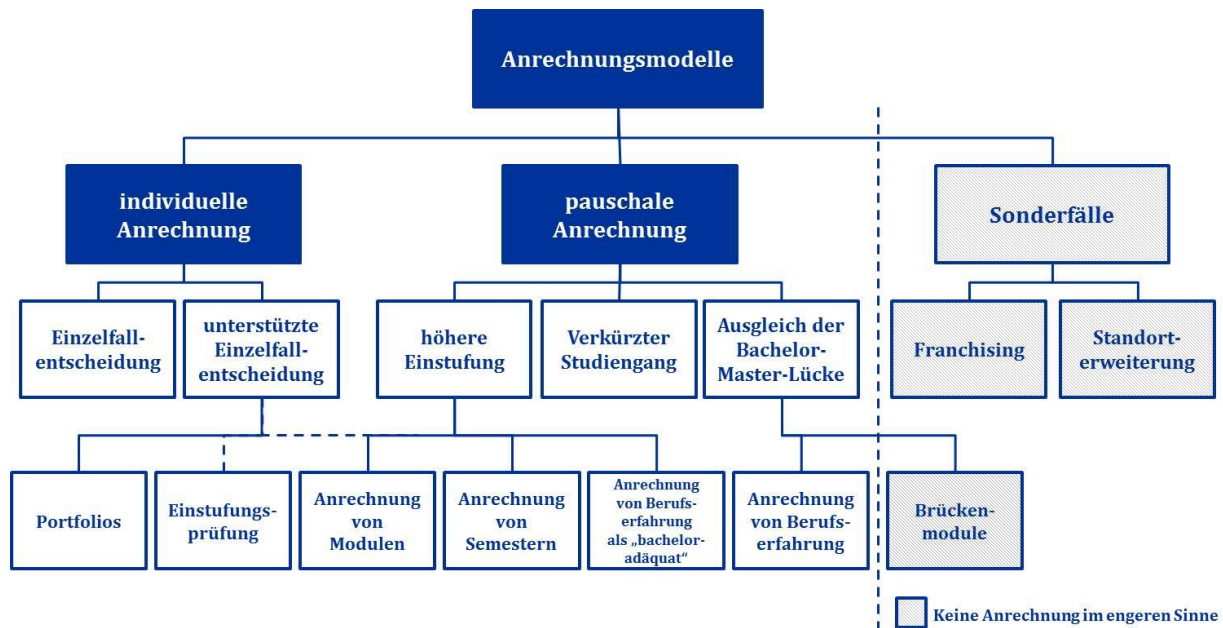 Anrechnungsmodelle
individuelle
Anrechnung
pauschale
Anrechnung
Sonderfälle
Einzelfall-
entscheidung
unterstützte
Einzelfall-
entscheidung
höhere
Einstufung
Verkürzter
Studiengang
Ausgleich der
Bachelor-
Master-Lücke
Franchising
Standort-
erweiterung
Portfolios
Einstufungs-
prüfung
Anrechnung
von
Modulen
Anrechnung
von
Semestern
Anrechnung
von Berufs-
erfahrung
als „bachelor-
adäquat“
Anrechnung
von Berufs-
erfahrung
Brücken-
module
Keine Anrechnung im engeren Sinne